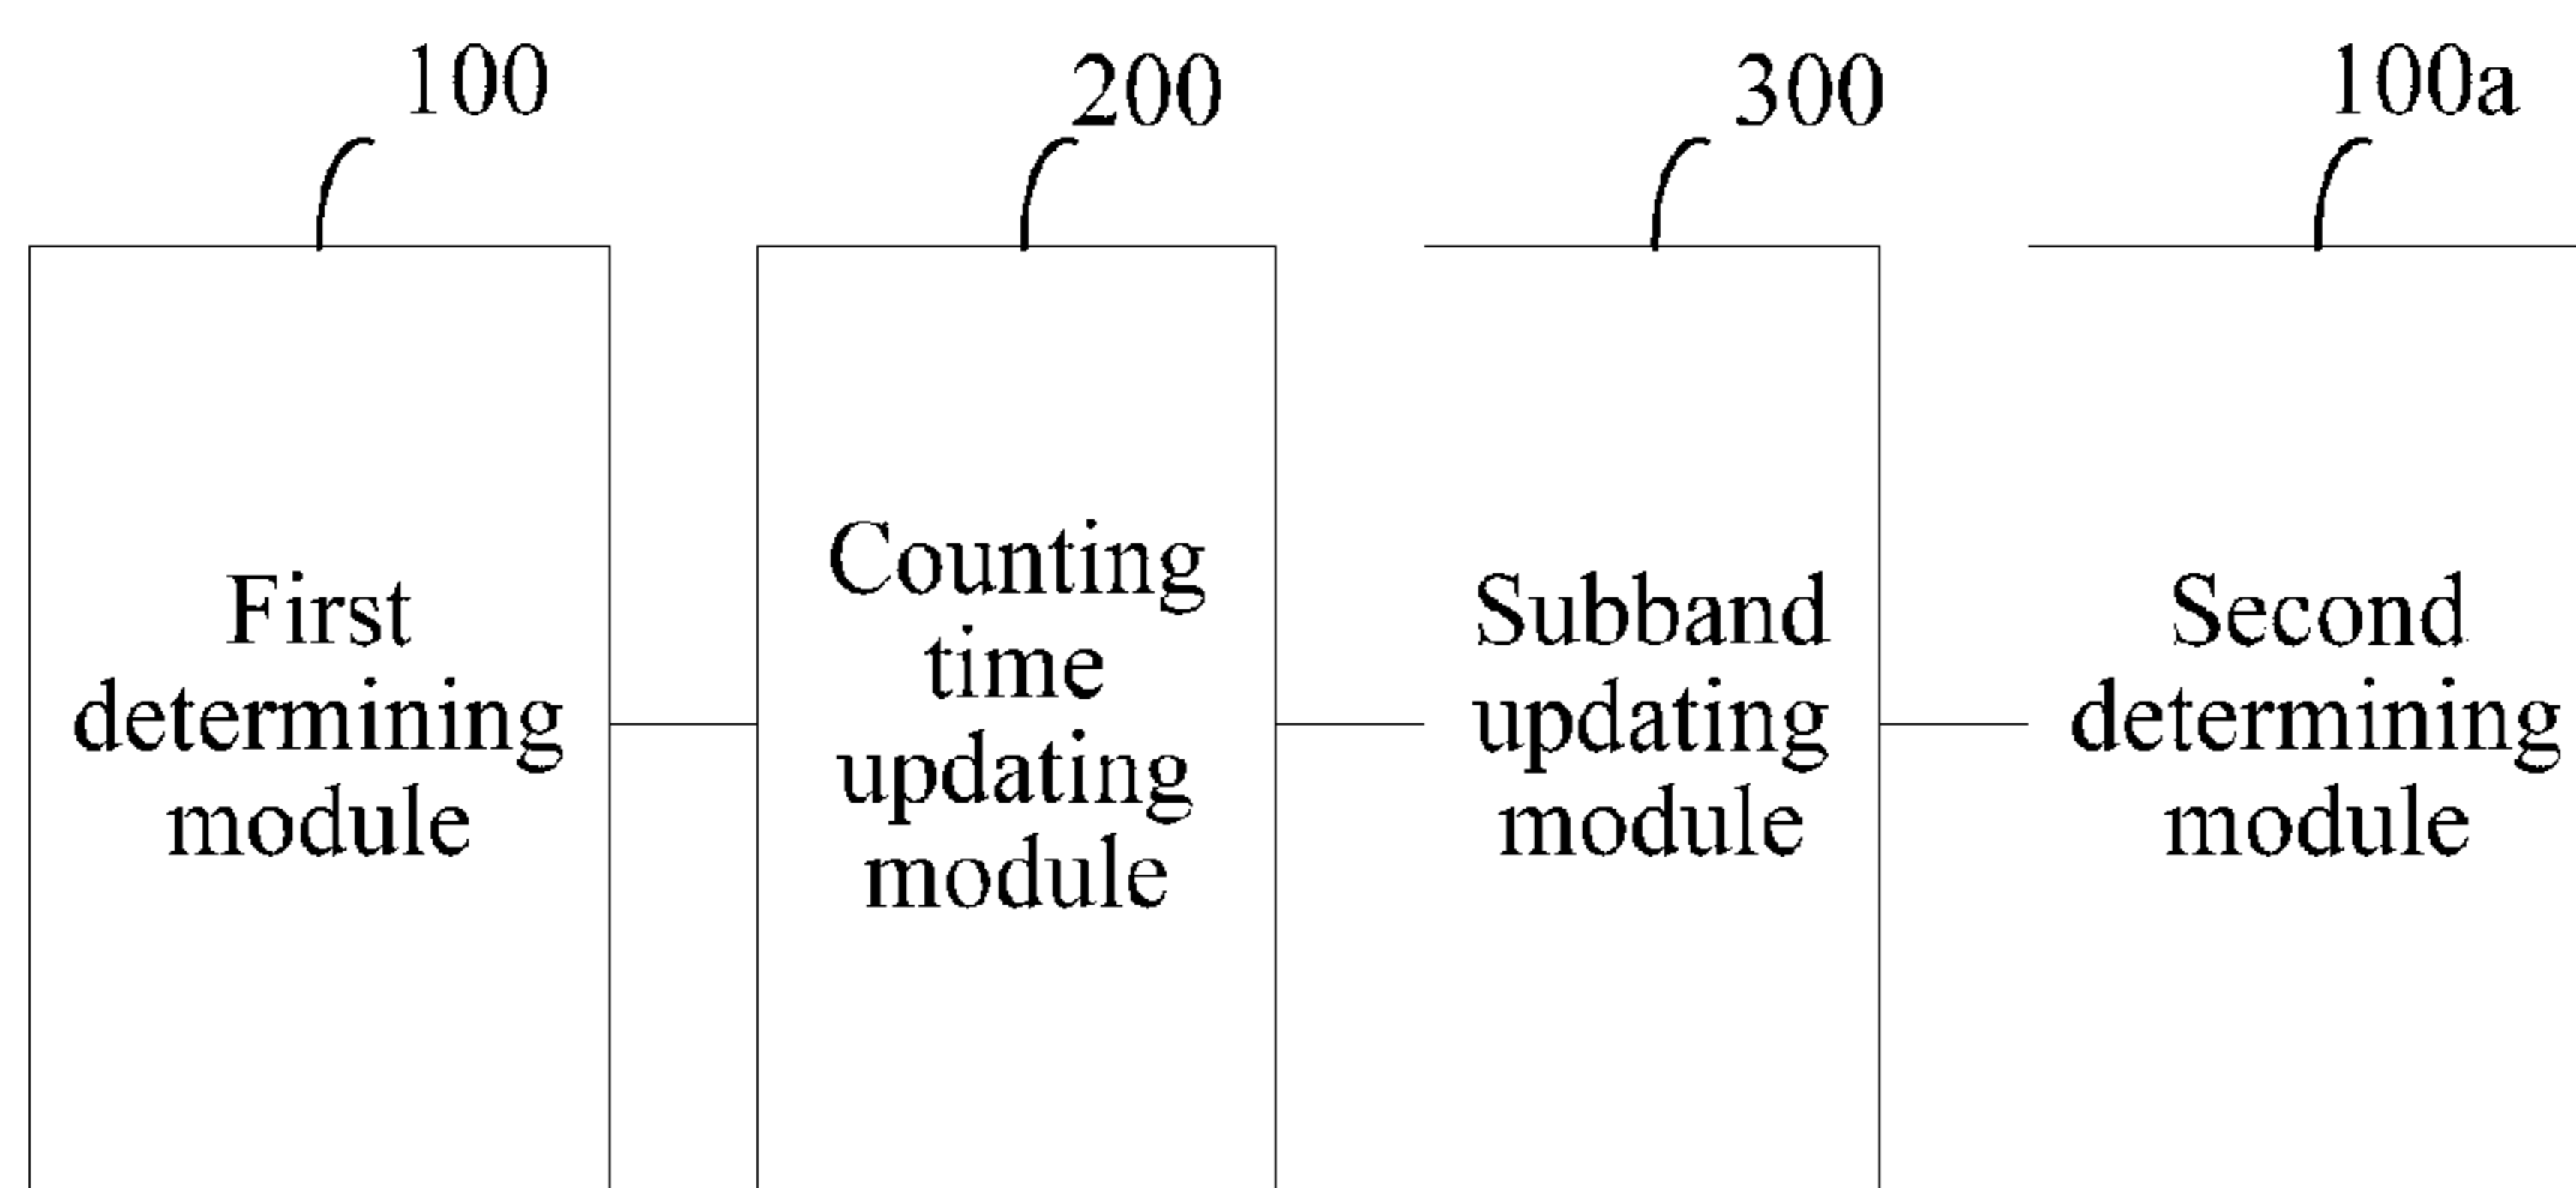 100
200
300
100a
First
determining
module
Counting
time
updating
module
Subband
updating
module
Second
determining
module